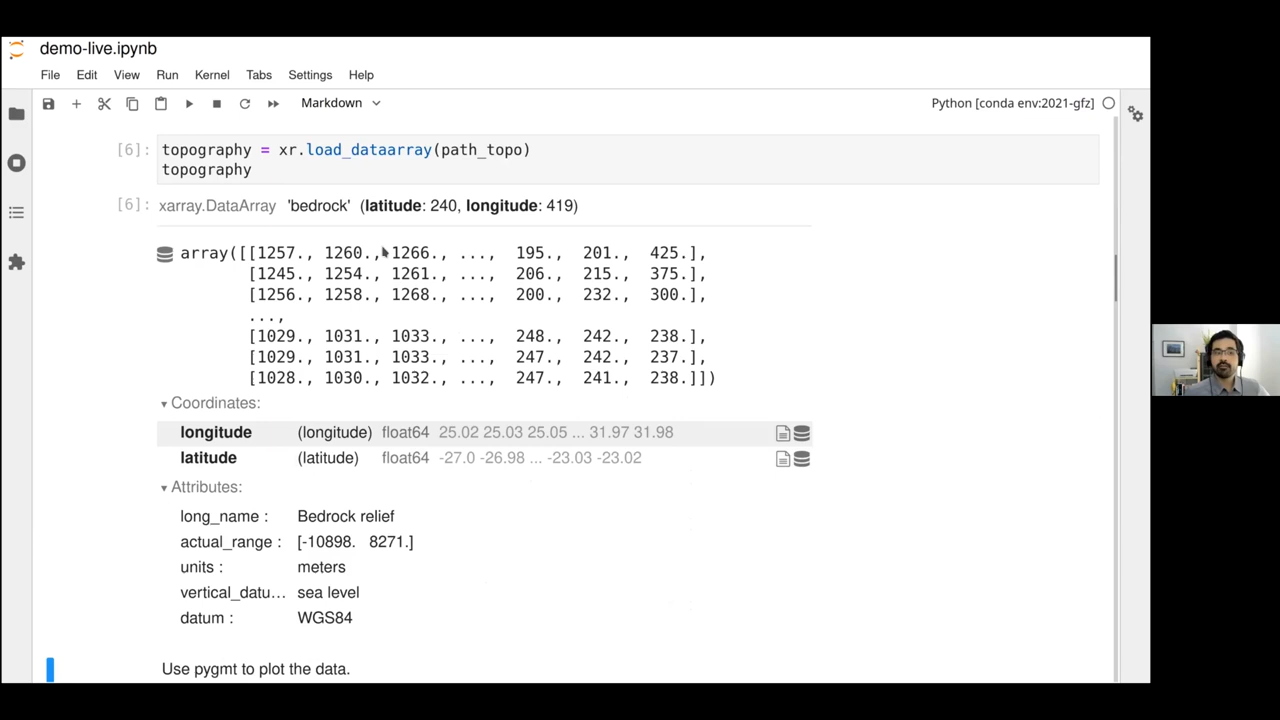 demo-live.ipynb
File Edit View Run Kernel Tabs Settings Help
Markdown Python [conda env:2021-gfz]
[6]: topography = xr.load_dataarray(path_topo)
topography
[6]: xarray.DataArray 'bedrock' (latitude: 240, longitude: 419)
array([[1257., 1260., 1266., ..., 195., 201., 425.],
[1245., 1254., 1261., ..., 206., 215., 375.],
[1256., 1258., 1268., ..., 200., 232., 300.],
...,
[1029., 1031., 1033., ..., 248., 242., 238.],
[1029., 1031., 1033., ..., 247., 242., 237.],
[1028., 1030., 1032., ..., 247., 241., 238.]])
Coordinates:
longitude (longitude) float64 25.02 25.03 25.05 ... 31.97 31.98
latitude (latitude) float64 -27.0 -26.98 ... -23.03 -23.02
Attributes:
long_name : Bedrock relief
actual_range : [-10898. 8271.]
units : meters
vertical_datu... sea level
datum : WGS84
Use pygmt to plot the data.